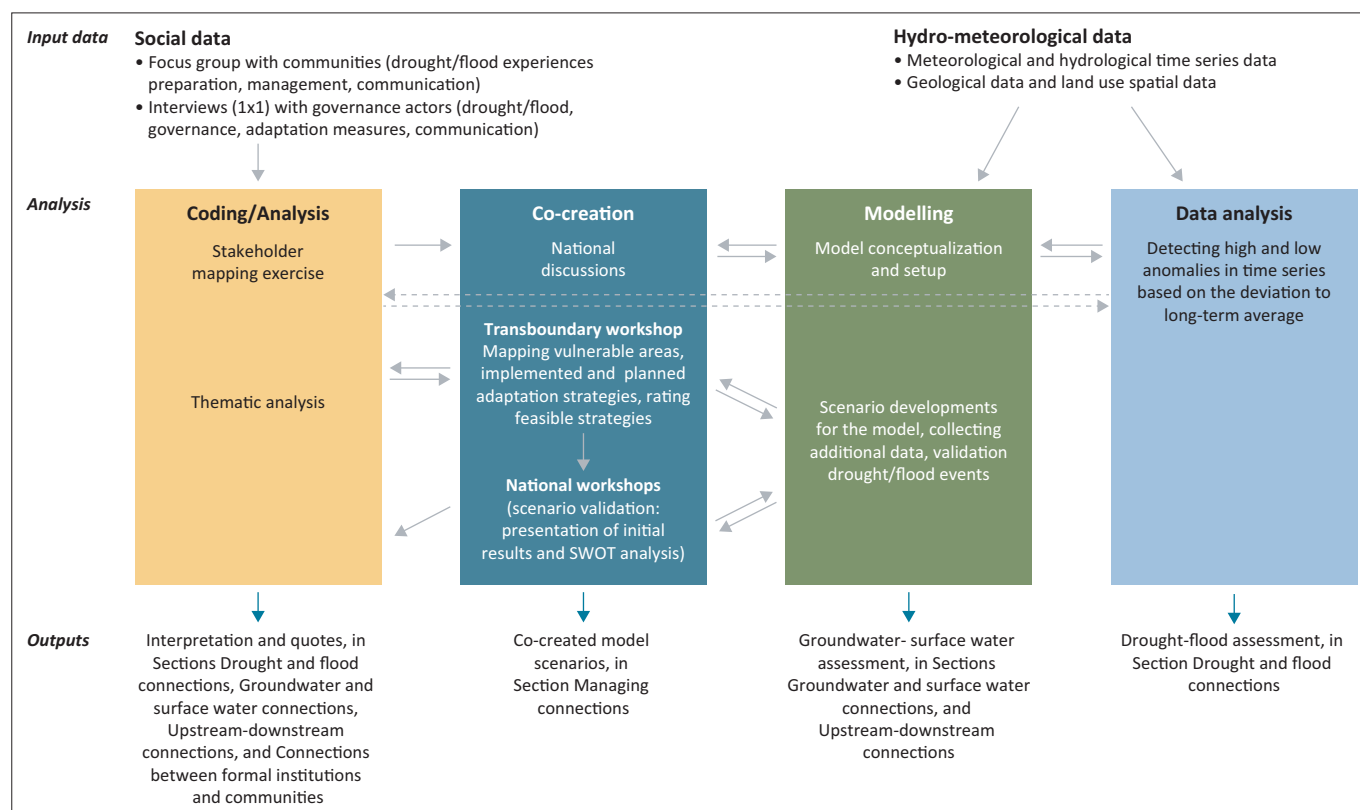 Input data
Social data
• Focus group with communities (drought/flood experiences
preparation, management, communication)
• Interviews (1x1) with governance actors (drought/flood,
governance, adaptation measures, communication)
Hydro-meteorological data
• Meteorological and hydrological time series data
• Geological data and land use spatial data
Analysis
Coding/Analysis
Stakeholder
mapping exercise
Thematic analysis
Co-creation
National
discussions
Transboundary workshop
Mapping vulnerable areas,
implemented and planned
adaptation strategies, rating
feasible strategies
National workshops
(scenario validation:
presentation of initial
results and SWOT analysis)
Modelling
Model conceptualization
and setup
Scenario developments
for the model, collecting
additional data, validation
drought/flood events
Data analysis
Detecting high and low
anomalies in time series
based on the deviation to
long-term average
Outputs
Interpretation and quotes, in
Sections Drought and flood
connections, Groundwater and
surface water connections,
Upstream-downstream
connections, and Connections
between formal institutions
and communities
Co-created model
scenarios, in
Section Managing
connections
Groundwater- surface water
assessment, in Sections
Groundwater and surface water
connections, and
Upstream-downstream
connections
Drought-flood assessment, in
Section Drought and flood
connections